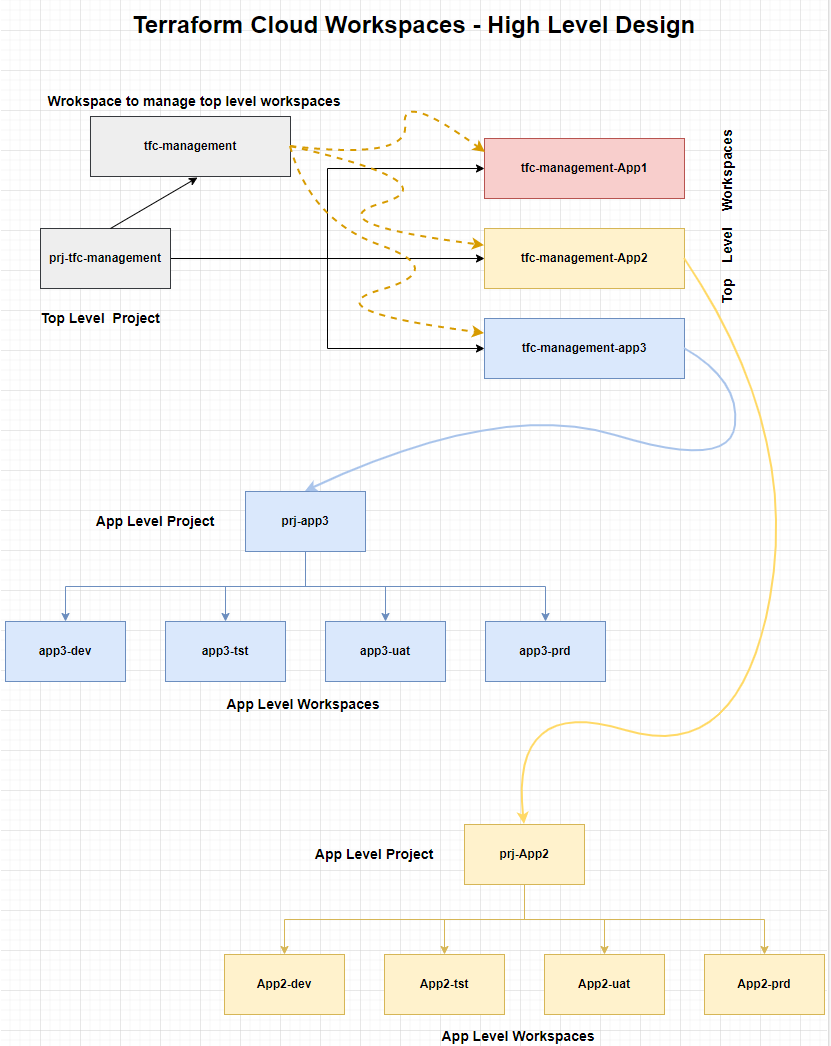 Terraform Cloud Workspaces - High Level Design
Wrokspace to manage top level workspaces
tfc-management
tfc-management-App1
prj-tfc-management
tfc-management-App2
Top Level Workspaces
Top Level Project
tfc-management-app3
App Level Project
prj-app3
app3-dev
app3-tst
app3-uat
app3-prd
App Level Workspaces
App Level Project
prj-App2
App2-dev
App2-tst
App2-uat
App2-prd
App Level Workspaces